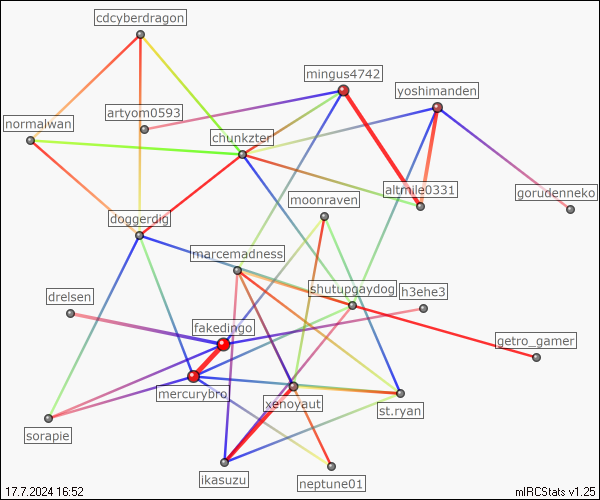 cdcyberdragon
mingus4742
yoshimanden
artyom0593
normalwan
chunkzter
altmile0331
gorudenneko
moonraven
doggerdig
marcemadness
shutupgaydog
h3ehe3
drelsen
fakedingo
getro_gamer
mercurybro
xenoyaut
st.ryan
sorapie
ikasuzu
neptune01
17.7.2024 16:52
mIRCStats v1.25